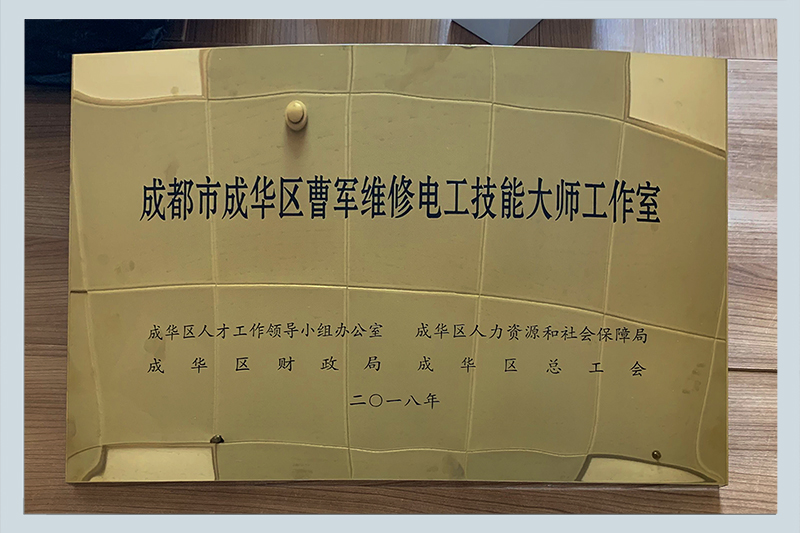 成都市成华区曹军维修电工技能大师工作室
成华区人才工作领导小组办公室 成华区人力资源和社会保障局
成华区财政局 成华区总工会
二〇一八年